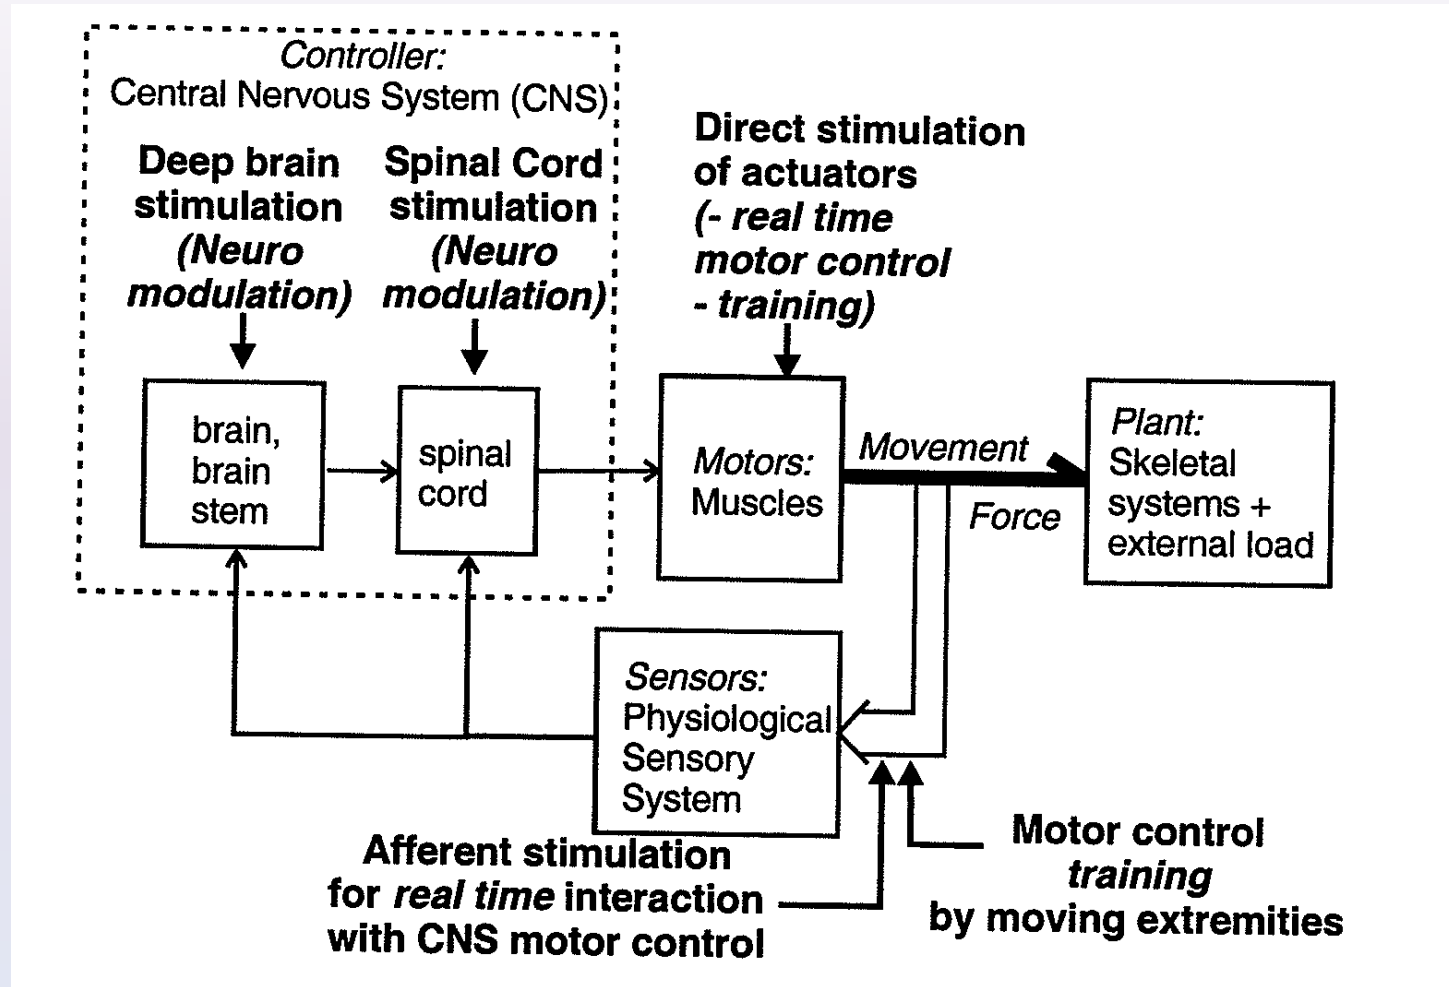 Controller:
Central Nervous System (CNS)
Deep brain
stimulation
(Neuro
modulation)
Spinal Cord
stimulation
(Neuro
modulation)
Direct stimulation
of actuators
(- real time
motor control
- training)
brain,
brain
stem
spinal
cord
Motors:
Muscles
Movement
Force
Plant:
Skeletal
systems +
external load
Sensors:
Physiological
Sensory
System
Afferent stimulation
for real time interaction
with CNS motor control
Motor control
training
by moving extremities